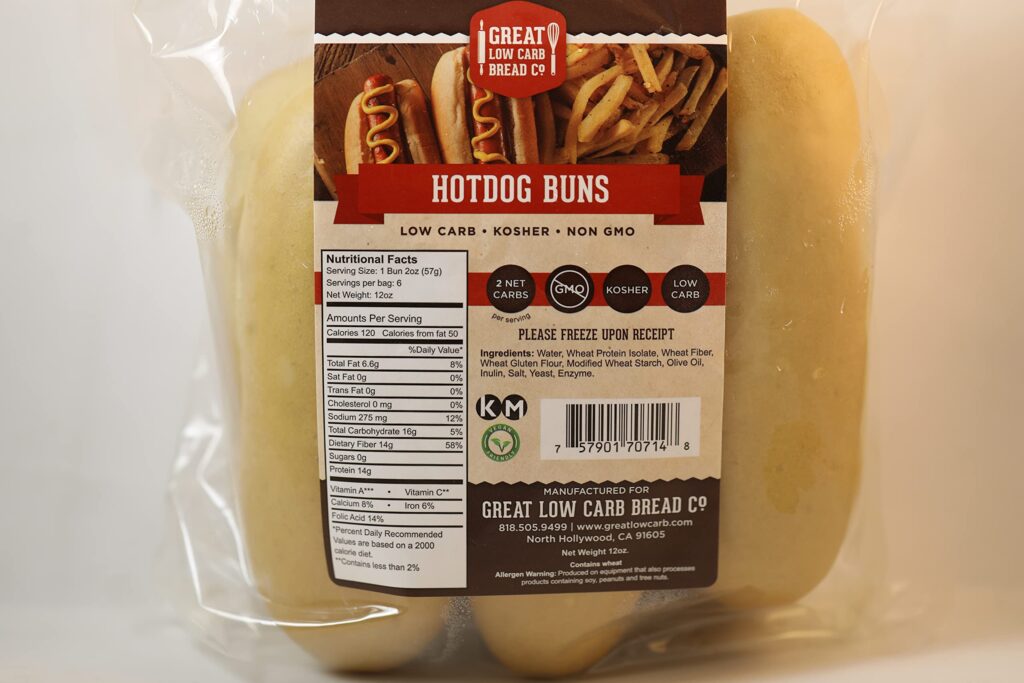 GREAT
LOW CARB
BREAD CO
HOTDOG BUNS
LOW CARB • KOSHER • NON GMO
Nutritional Facts
Serving Size: 1 Bun 2oz (57g)
Servings per bag: 6
Net Weight: 12oz
Amounts Per Serving
Calories 120 Calories from fat 50
%Daily Value*
Total Fat 6.6g 8%
Sat Fat 0g 0%
Trans Fat 0g 0%
Cholesterol 0 mg 0%
Sodium 275 mg 12%
Total Carbohydrate 16g 5%
Dietary Fiber 14g 58%
Sugars 0g
Protein 14g
Vitamin A*** • Vitamin C**
Calcium 8% • Iron 6%
Folic Acid 14%
*Percent Daily Recommended
Values are based on a 2000
calorie diet.
**Contains less than 2%
2 NET
CARBS
per serving
GMO
KOSHER
LOW
CARB
PLEASE FREEZE UPON RECEIPT
Ingredients: Water, Wheat Protein Isolate, Wheat Fiber,
Wheat Gluten Flour, Modified Wheat Starch, Olive Oil,
Inulin, Salt, Yeast, Enzyme.
KM
VEGAN
FRIENDLY
7 57901 70714 8
MANUFACTURED FOR
GREAT LOW CARB BREAD CO
818.505.9499 | www.greatlowcarb.com
North Hollywood, CA 91605
Net Weight 12oz.
Contains wheat
Allergen Warning: Produced on equipment that also processes
products containing soy, peanuts and tree nuts.